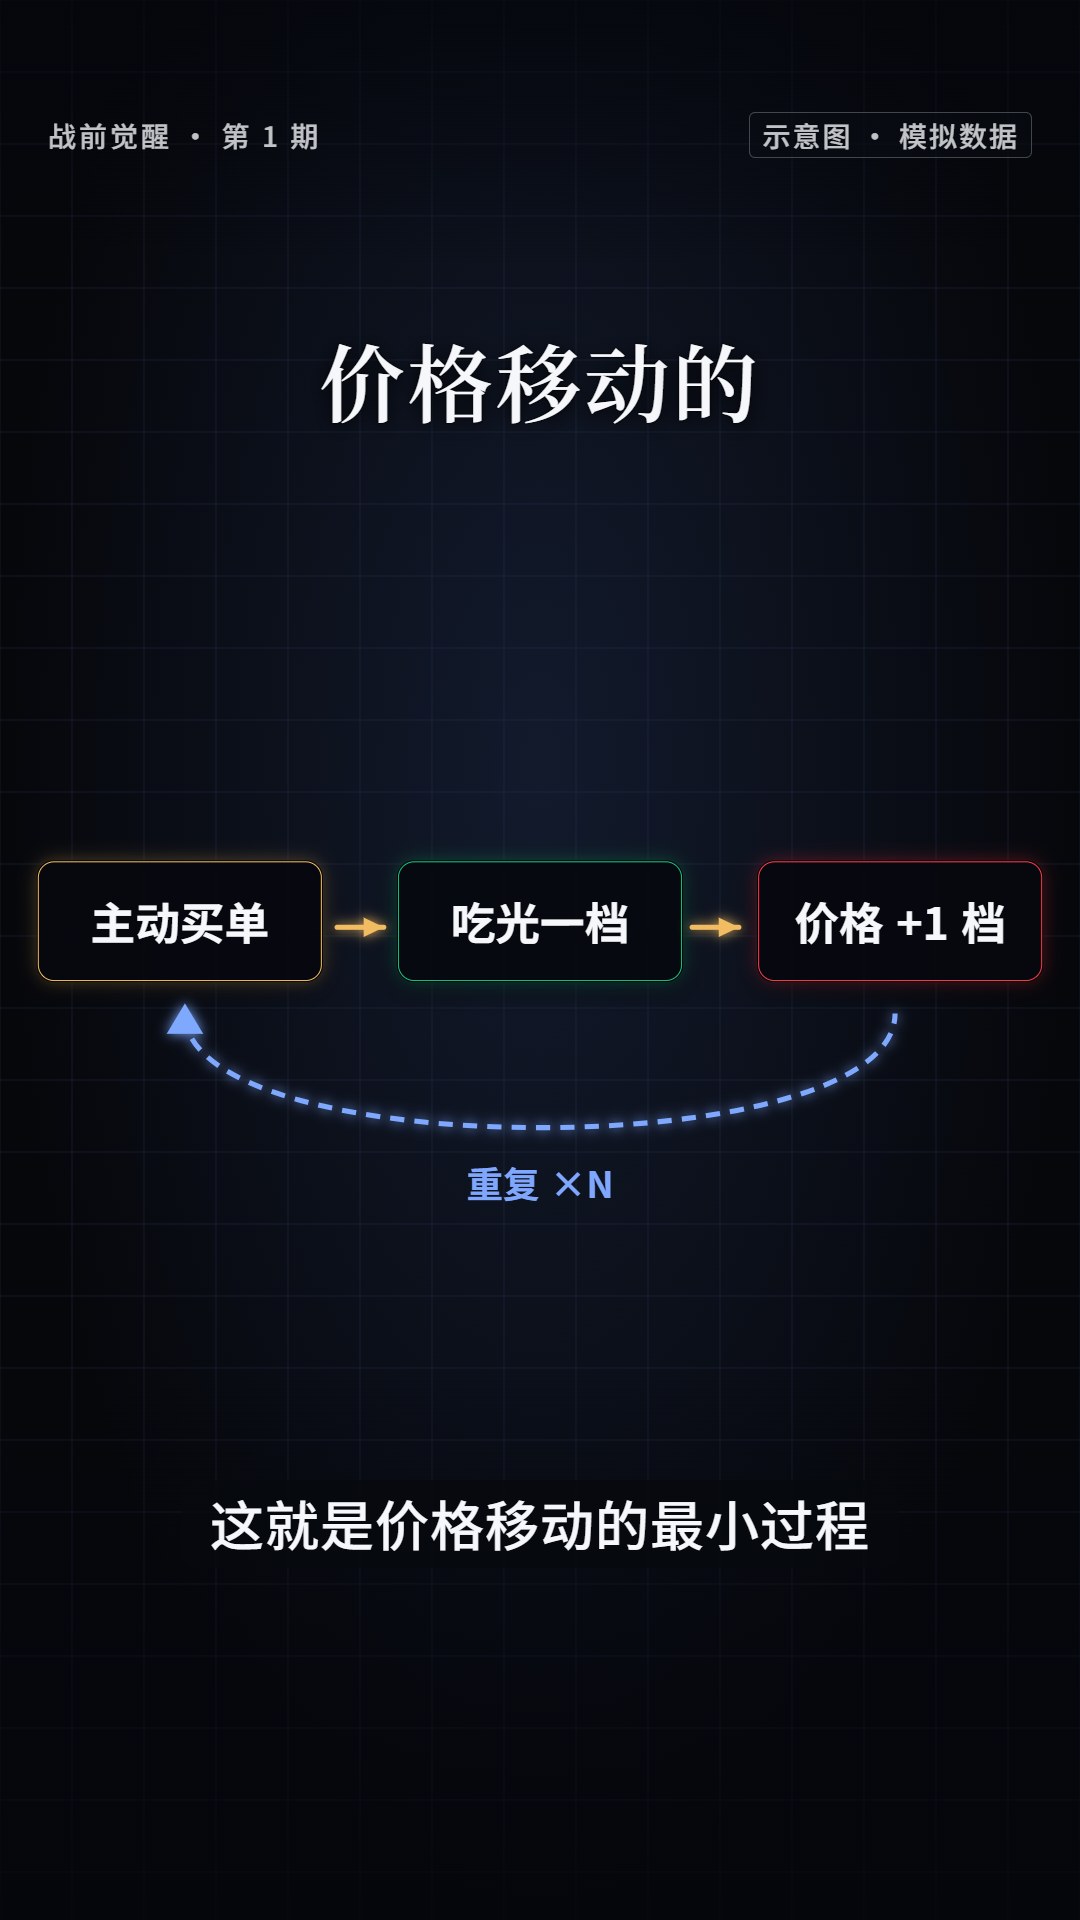 战前觉醒 · 第 1 期
示意图 · 模拟数据
价格移动的
主动买单
吃光一档
价格 +1 档
重复 ×N
这就是价格移动的最小过程